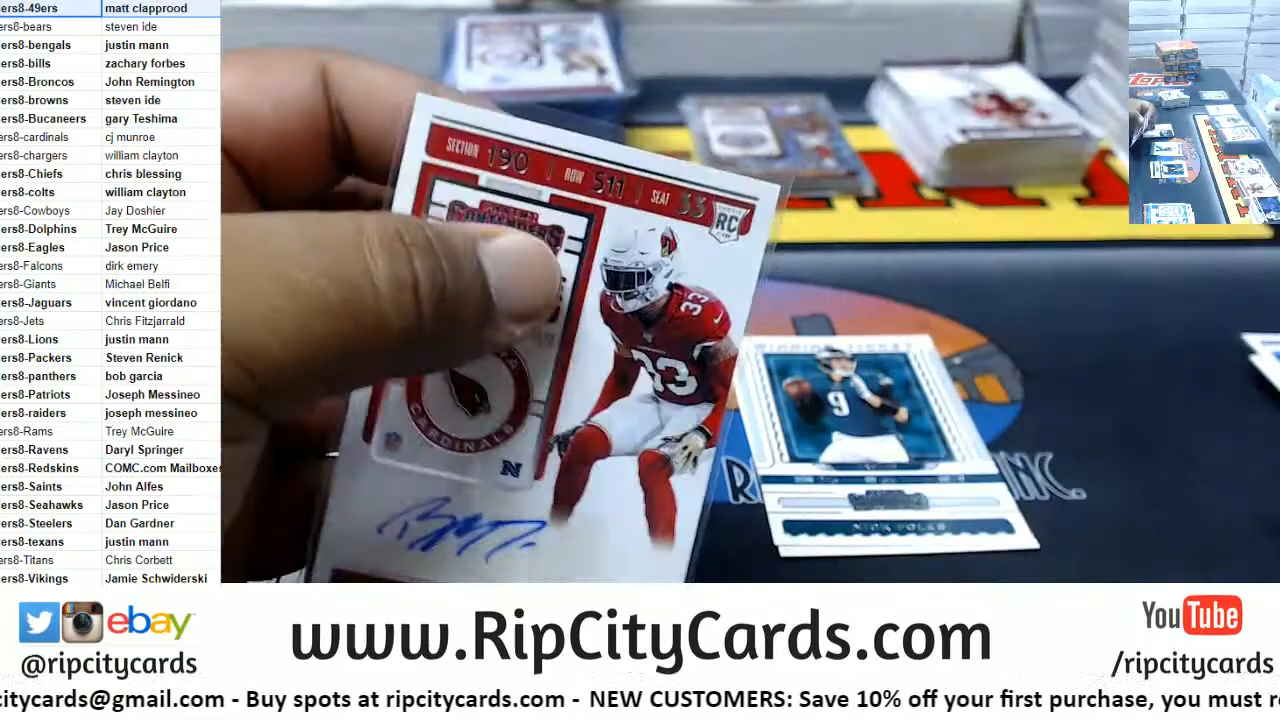 ers8-49ers matt clapprood
ers8-bears steven ide
ers8-bengals justin mann
ers8-bills zachary forbes
ers8-Broncos John Remington
ers8-browns steven ide
ers8-Bucaneers gary Teshima
ers8-cardinals cj munroe
ers8-chargers william clayton
ers8-Chiefs chris blessing
ers8-colts william clayton
ers8-Cowboys Jay Doshier
ers8-Dolphins Trey McGuire
ers8-Eagles Jason Price
ers8-Falcons dirk emery
ers8-Giants Michael Belfi
ers8-Jaguars vincent giordano
ers8-Jets Chris Fitzjarrald
ers8-Lions justin mann
ers8-Packers Steven Renick
ers8-panthers bob garcia
ers8-Patriots Joseph Messineo
ers8-raiders joseph messineo
ers8-Rams Trey McGuire
ers8-Ravens Daryl Springer
ers8-Redskins COMC.com Mailboxes
ers8-Saints John Alfes
ers8-Seahawks Jason Price
ers8-Steelers Dan Gardner
ers8-texans justin mann
ers8-Titans Chris Corbett
ers8-Vikings Jamie Schwiderski
SECTION 190 | ROW 511 | SEAT 33
RC
CONTENDERS
33
33
CARDINALS
N
9
NICK FOLES
INC.
ebay
@ripcitycards
www.RipCityCards.com
YouTube
/ripcitycards
citycards@gmail.com - Buy spots at ripcitycards.com - NEW CUSTOMERS: Save 10% off your first purchase, you must r